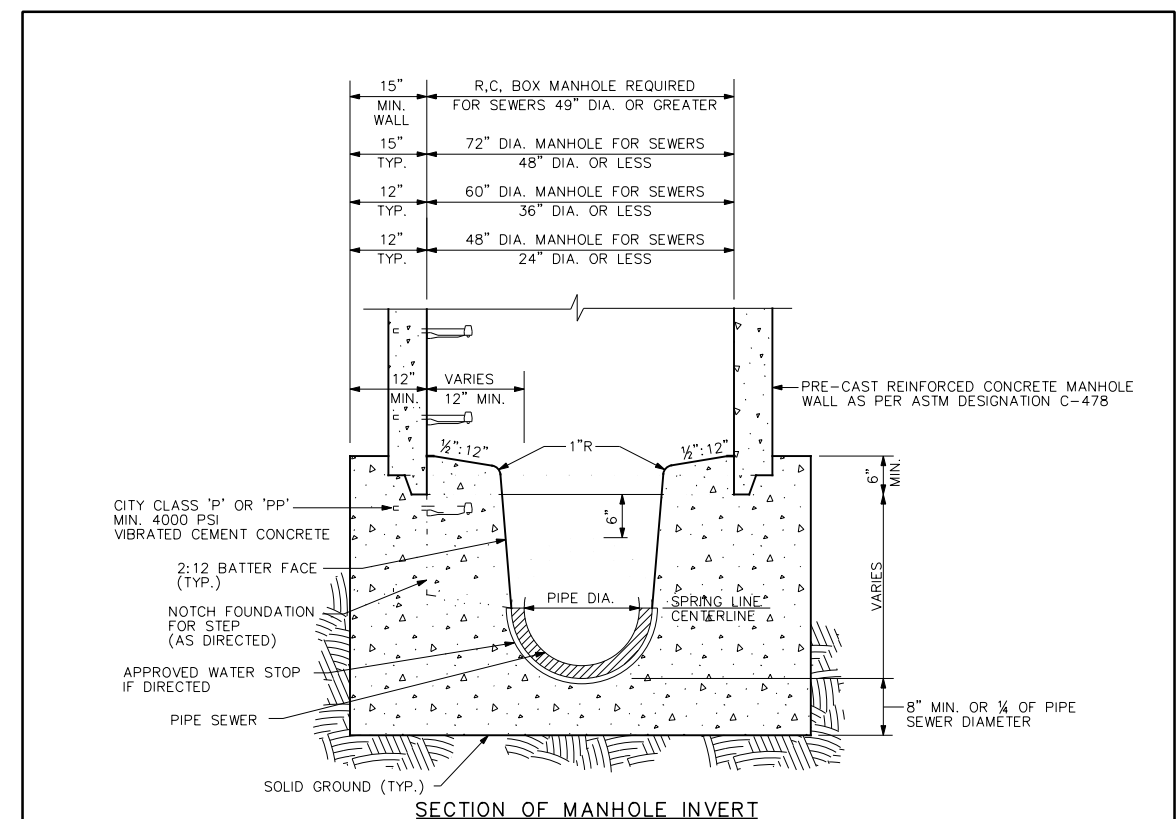 15" R,C, BOX MANHOLE REQUIRED
MIN. FOR SEWERS 49" DIA. OR GREATER
WALL
15" 72" DIA. MANHOLE FOR SEWERS
TYP. 48" DIA. OR LESS
12" 60" DIA. MANHOLE FOR SEWERS
TYP. 36" DIA. OR LESS
12" 48" DIA. MANHOLE FOR SEWERS
TYP. 24" DIA. OR LESS
12" VARIES
MIN. 12" MIN.
PRE-CAST REINFORCED CONCRETE MANHOLE
WALL AS PER ASTM DESIGNATION C-478
½":12" 1"R ½":12"
6"
MIN.
CITY CLASS 'P' OR 'PP'
MIN. 4000 PSI
VIBRATED CEMENT CONCRETE
6"
2:12 BATTER FACE
(TYP.)
VARIES
PIPE DIA. SPRING LINE
CENTERLINE
NOTCH FOUNDATION
FOR STEP
(AS DIRECTED)
APPROVED WATER STOP
IF DIRECTED
PIPE SEWER
8" MIN. OR ¼ OF PIPE
SEWER DIAMETER
SOLID GROUND (TYP.)
SECTION OF MANHOLE INVERT